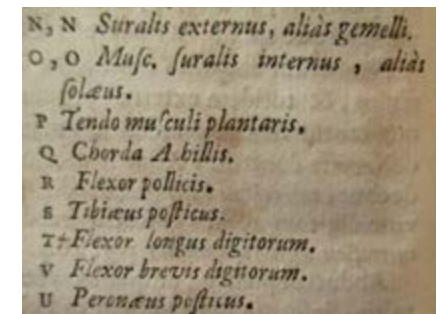 N, N Suralis externus, aliàs gemelli.
O, O Muſc. ſuralis internus, aliàs
ſolæus.
P Tendo muſculi plantaris.
Q Chorda A hillis.
R Flexor pollicis.
S Tibiæus poſticus.
T† Flexor longus digitorum.
V Flexor brevis digitorum.
U Peronæus poſticus.